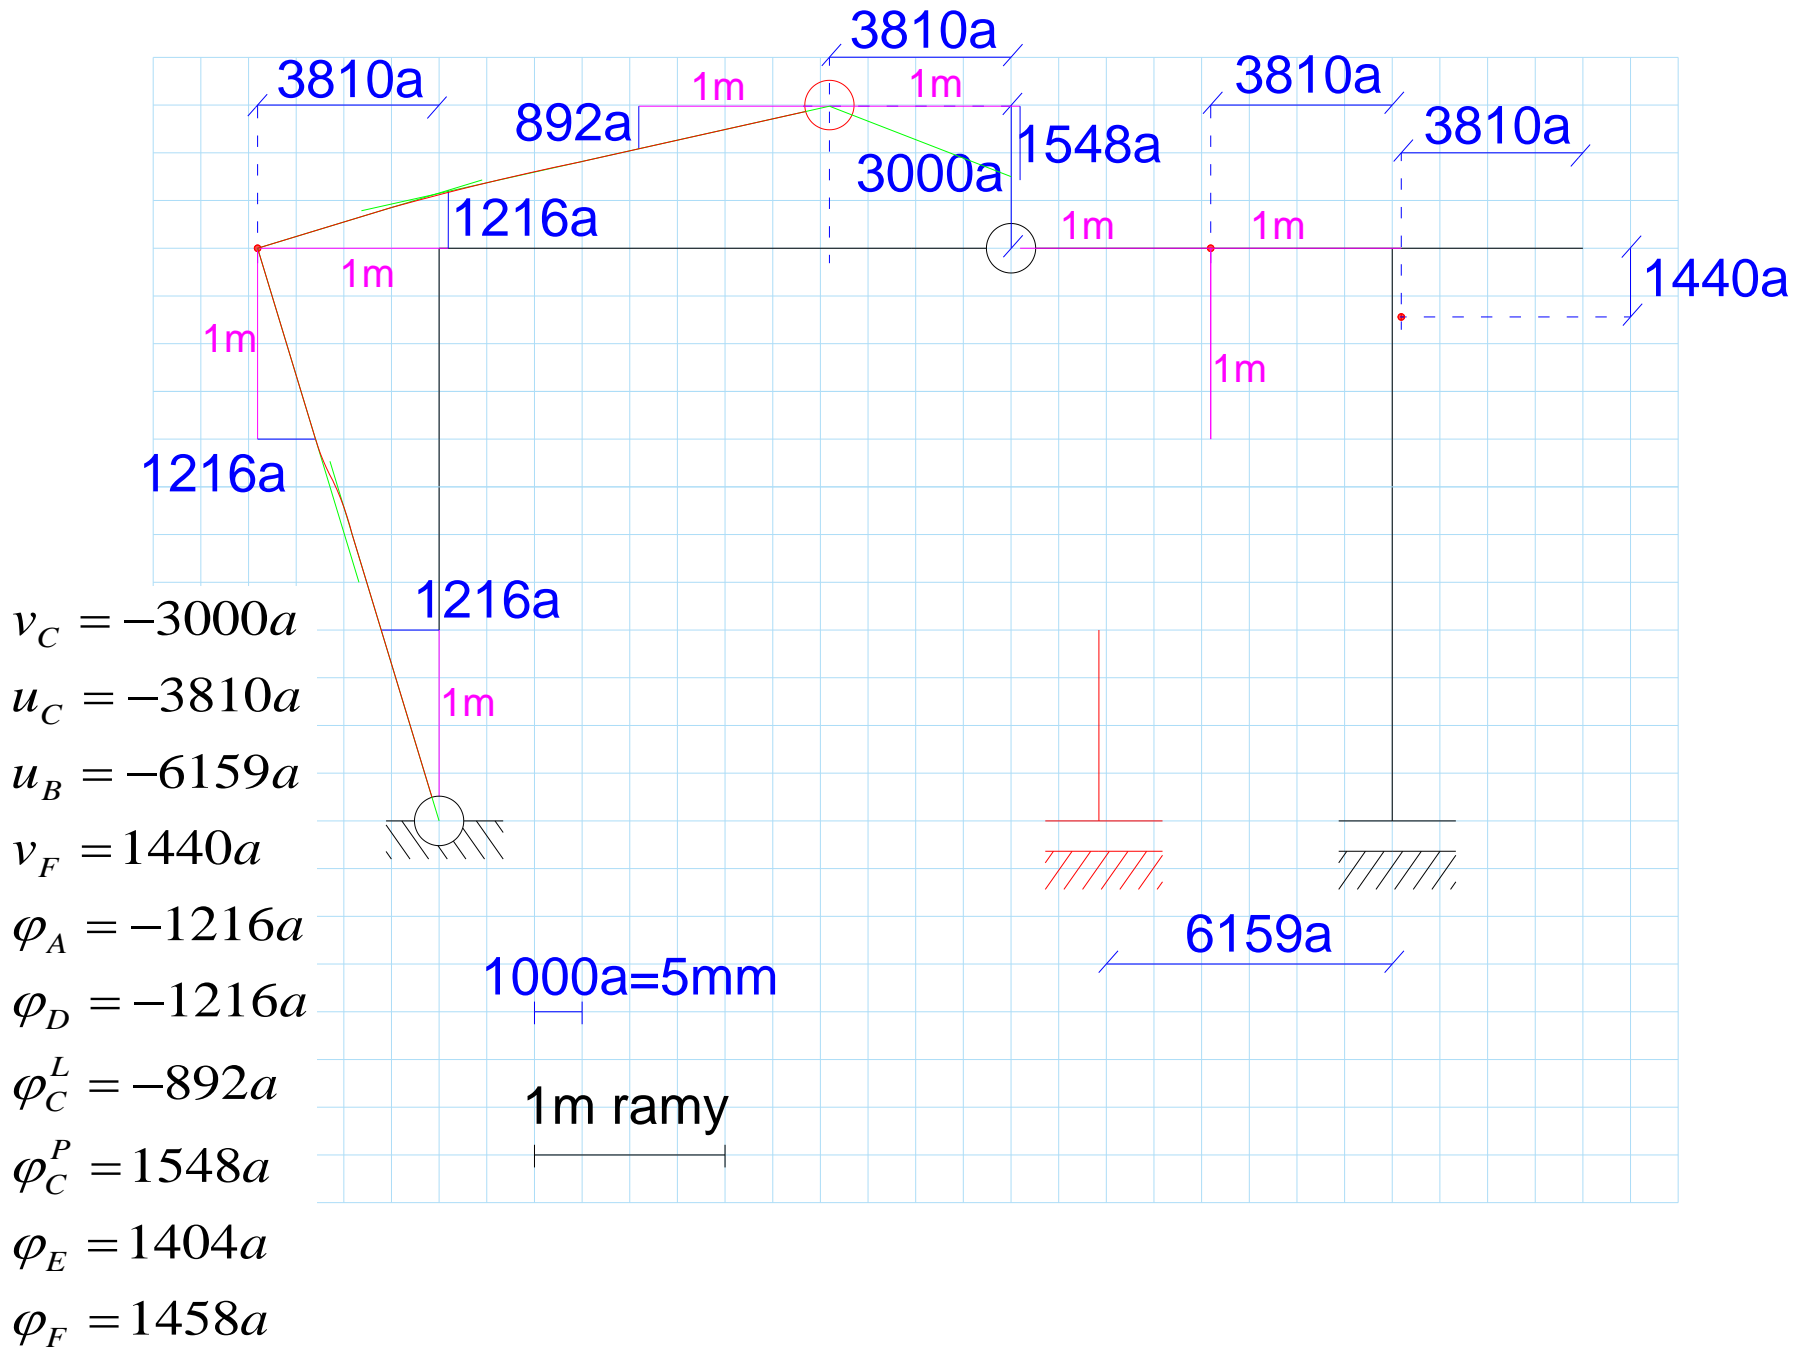 3810a
3810a
3810a
3810a
1m
1m
892a
1548a
3000a
1216a
1m
1m
1m
1440a
1m
1m
1216a
1216a
1m
v_C = −3000a
u_C = −3810a
u_B = −6159a
v_F = 1440a
φ_A = −1216a
φ_D = −1216a
φ_C^L = −892a
φ_C^P = 1548a
φ_E = 1404a
φ_F = 1458a
6159a
1000a=5mm
1m ramy